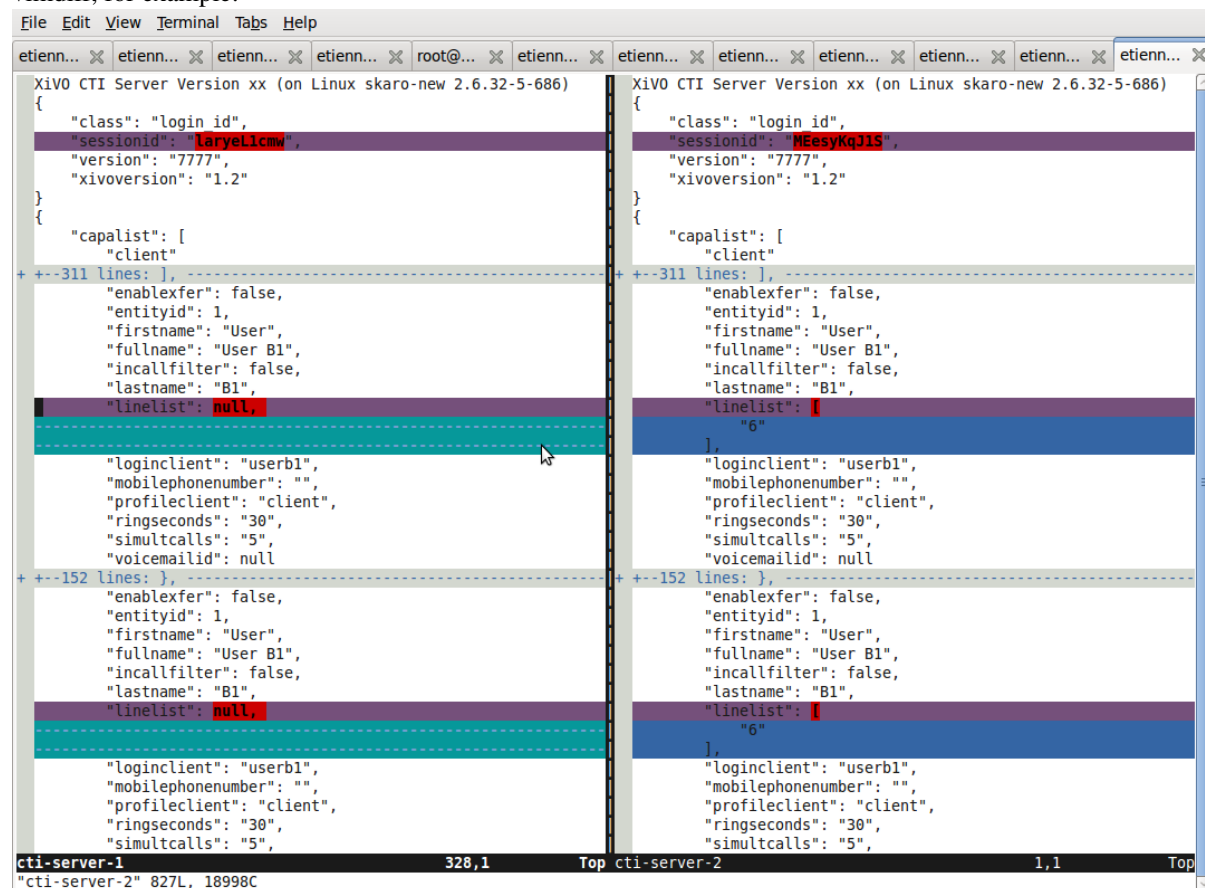 vimdiff, for example:
File Edit View Terminal Tabs Help
etienn... etienn... etienn... etienn... root@... etienn... etienn... etienn... etienn... etienn... etienn... etienn...
XiVO CTI Server Version xx (on Linux skaro-new 2.6.32-5-686)
{
"class": "login_id",
"sessionid": "laryeL1cmw",
"version": "7777",
"xivoversion": "1.2"
}
{
"capalist": [
"client"
+ +--311 lines: ], ----------------------------------------------------
"enablexfer": false,
"entityid": 1,
"firstname": "User",
"fullname": "User B1",
"incallfilter": false,
"lastname": "B1",
"linelist": null,
"loginclient": "userb1",
"mobilephonenumber": "",
"profileclient": "client",
"ringseconds": "30",
"simultcalls": "5",
"voicemailid": null
+ +--152 lines: }, ----------------------------------------------------
"enablexfer": false,
"entityid": 1,
"firstname": "User",
"fullname": "User B1",
"incallfilter": false,
"lastname": "B1",
"linelist": null,
"loginclient": "userb1",
"mobilephonenumber": "",
"profileclient": "client",
"ringseconds": "30",
"simultcalls": "5",
cti-server-1 328,1 Top
XiVO CTI Server Version xx (on Linux skaro-new 2.6.32-5-686)
{
"class": "login_id",
"sessionid": "MEesyKqJ1S",
"version": "7777",
"xivoversion": "1.2"
}
{
"capalist": [
"client"
+ +--311 lines: ], ----------------------------------------------------
"enablexfer": false,
"entityid": 1,
"firstname": "User",
"fullname": "User B1",
"incallfilter": false,
"lastname": "B1",
"linelist": [
"6"
],
"loginclient": "userb1",
"mobilephonenumber": "",
"profileclient": "client",
"ringseconds": "30",
"simultcalls": "5",
"voicemailid": null
+ +--152 lines: }, ----------------------------------------------------
"enablexfer": false,
"entityid": 1,
"firstname": "User",
"fullname": "User B1",
"incallfilter": false,
"lastname": "B1",
"linelist": [
"6"
],
"loginclient": "userb1",
"mobilephonenumber": "",
"profileclient": "client",
"ringseconds": "30",
"simultcalls": "5",
cti-server-2 1,1 Top
"cti-server-2" 827L, 18998C